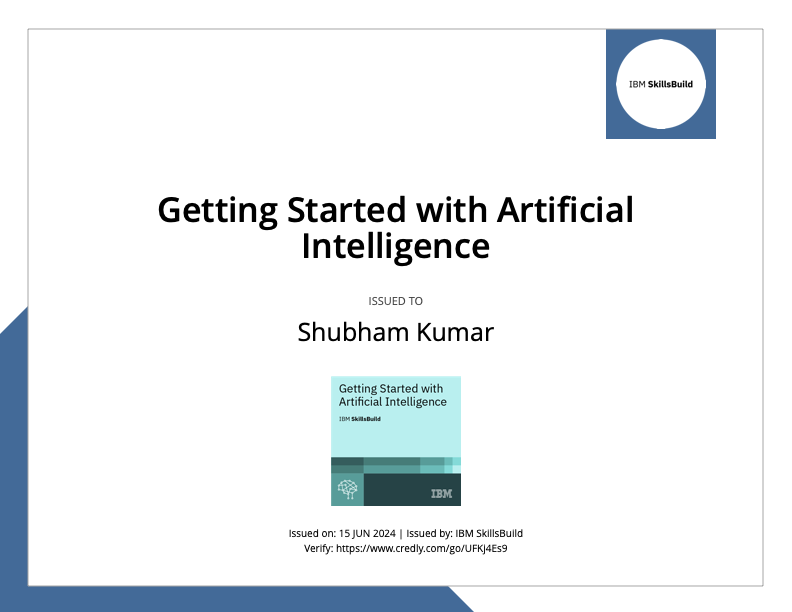 IBM SkillsBuild
Getting Started with Artificial
Intelligence
ISSUED TO
Shubham Kumar
Getting Started with
Artificial Intelligence
IBM SkillsBuild
IBM
Issued on: 15 JUN 2024 | Issued by: IBM SkillsBuild
Verify: https://www.credly.com/go/UFKj4Es9